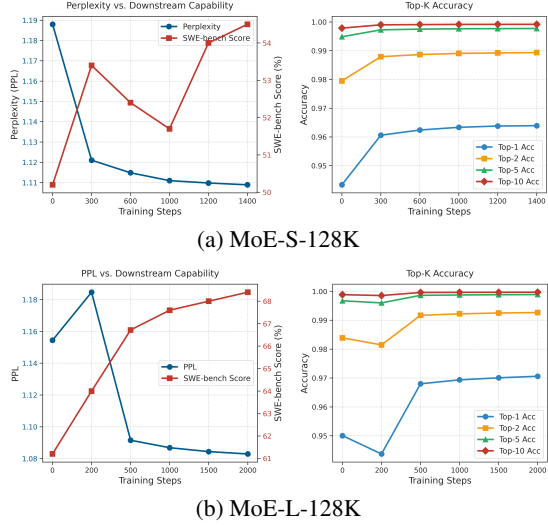 Perplexity vs. Downstream Capability
Perplexity (PPL)
1.19
1.18
1.17
1.16
1.15
1.14
1.13
1.12
1.11
Perplexity
SWE-bench Score
54
53
52
51
50
SWE-bench Score (%)
0 300 600 1000 1200 1400
Training Steps
Top-K Accuracy
Accuracy
1.00
0.99
0.98
0.97
0.96
0.95
Top-1 Acc
Top-2 Acc
Top-5 Acc
Top-10 Acc
0 300 600 1000 1200 1400
Training Steps
(a) MoE-S-128K
PPL vs. Downstream Capability
PPL
1.18
1.16
1.14
1.12
1.10
1.08
PPL
SWE-bench Score
68
67
66
65
64
63
62
61
SWE-bench Score (%)
0 200 500 1000 1500 2000
Training Steps
Top-K Accuracy
Accuracy
1.00
0.99
0.98
0.97
0.96
0.95
Top-1 Acc
Top-2 Acc
Top-5 Acc
Top-10 Acc
0 200 500 1000 1500 2000
Training Steps
(b) MoE-L-128K